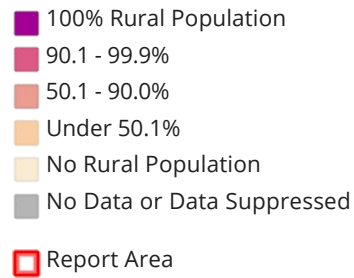 100% Rural Population
90.1 - 99.9%
50.1 - 90.0%
Under 50.1%
No Rural Population
No Data or Data Suppressed
Report Area